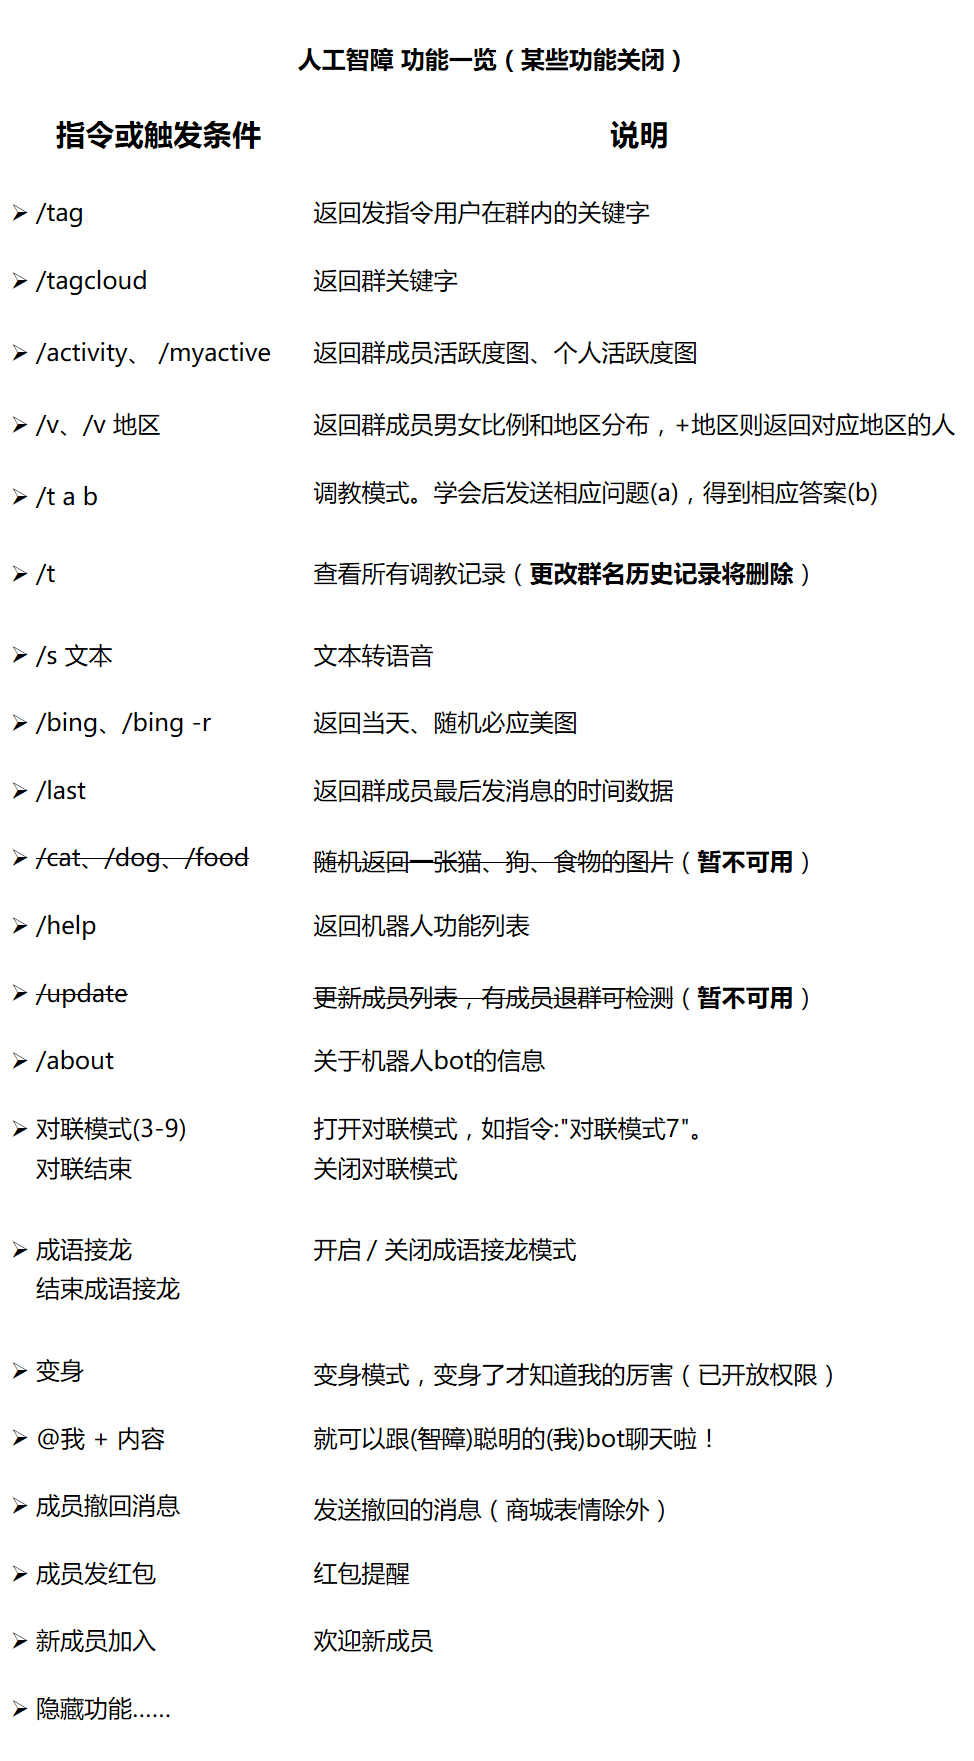 人工智障 功能一览（某些功能关闭）
指令或触发条件 说明
➢ /tag 返回发指令用户在群内的关键字
➢ /tagcloud 返回群关键字
➢ /activity、 /myactive 返回群成员活跃度图、个人活跃度图
➢ /v、/v 地区 返回群成员男女比例和地区分布，+地区则返回对应地区的人
➢ /t a b 调教模式。学会后发送相应问题(a)，得到相应答案(b)
➢ /t 查看所有调教记录（更改群名历史记录将删除）
➢ /s 文本 文本转语音
➢ /bing、/bing -r 返回当天、随机必应美图
➢ /last 返回群成员最后发消息的时间数据
➢ /cat、/dog、/food 随机返回一张猫、狗、食物的图片（暂不可用）
➢ /help 返回机器人功能列表
➢ /update 更新成员列表，有成员退群可检测（暂不可用）
➢ /about 关于机器人bot的信息
➢ 对联模式(3-9) 打开对联模式，如指令:"对联模式7"。
对联结束 关闭对联模式
➢ 成语接龙 开启 / 关闭成语接龙模式
结束成语接龙
➢ 变身 变身模式，变身了才知道我的厉害（已开放权限）
➢ @我 + 内容 就可以跟(智障)聪明的(我)bot聊天啦！
➢ 成员撤回消息 发送撤回的消息（商城表情除外）
➢ 成员发红包 红包提醒
➢ 新成员加入 欢迎新成员
➢ 隐藏功能......